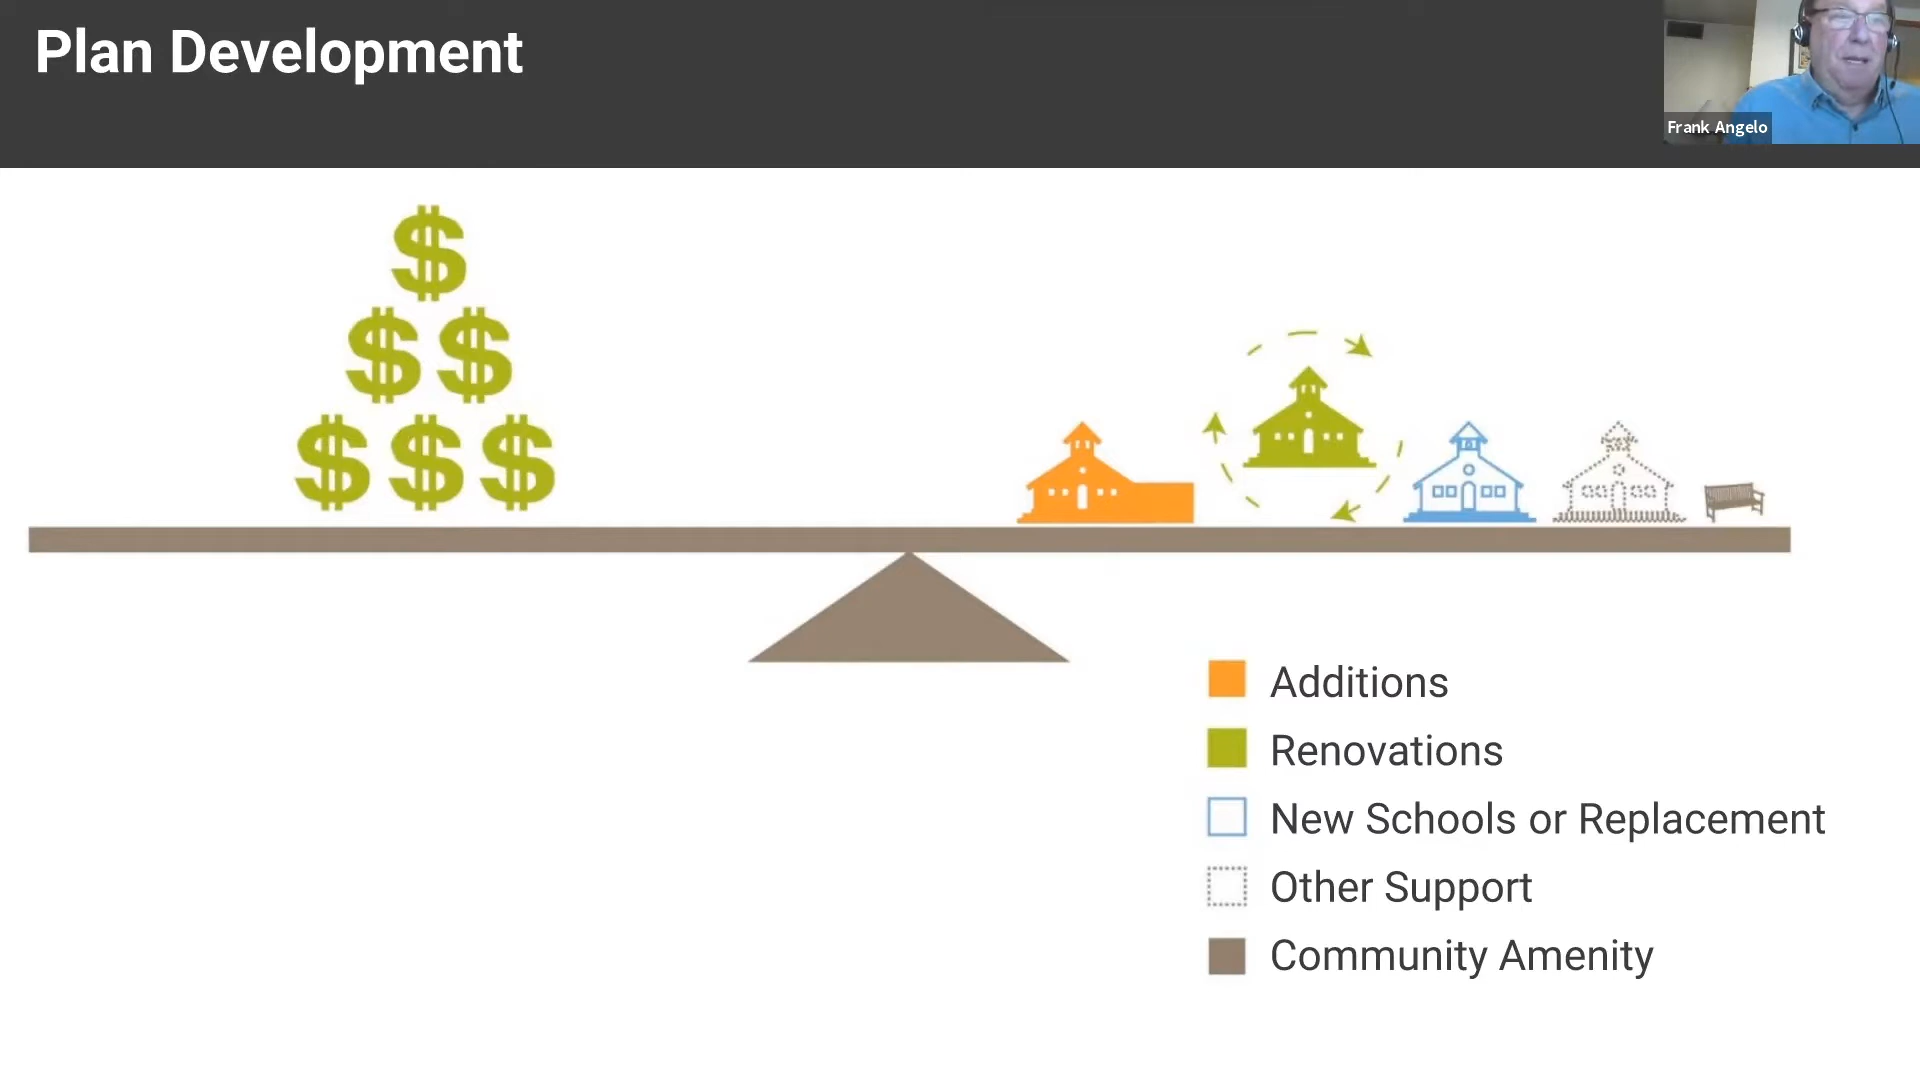 Plan Development
Frank Angelo
$
$ $
$ $ $
Additions
Renovations
New Schools or Replacement
Other Support
Community Amenity